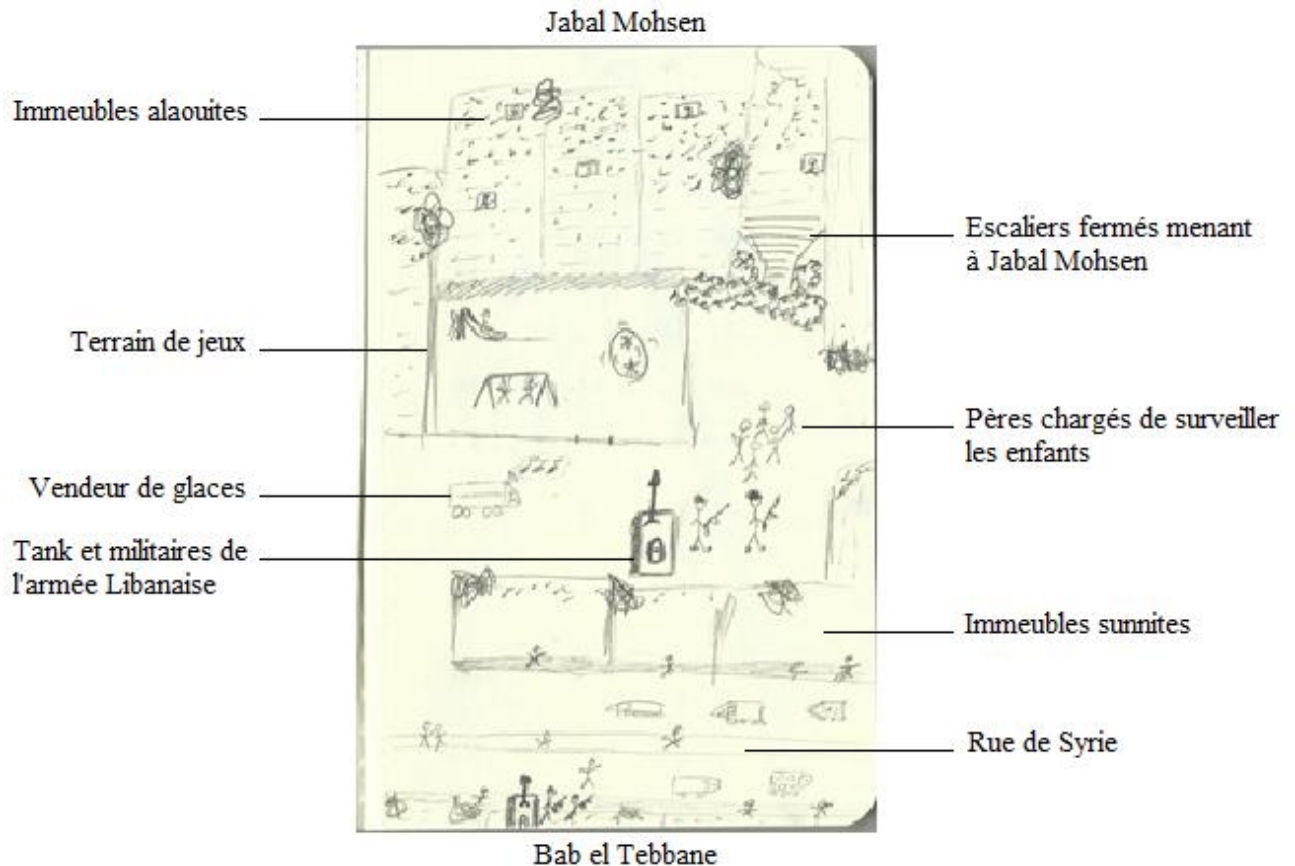 Jabal Mohsen
Immeubles alaouites
Escaliers fermés menant
à Jabal Mohsen
Terrain de jeux
Pères chargés de surveiller
les enfants
Vendeur de glaces
Tank et militaires de
l'armée Libanaise
Immeubles sunnites
Rue de Syrie
Bab el Tebbane